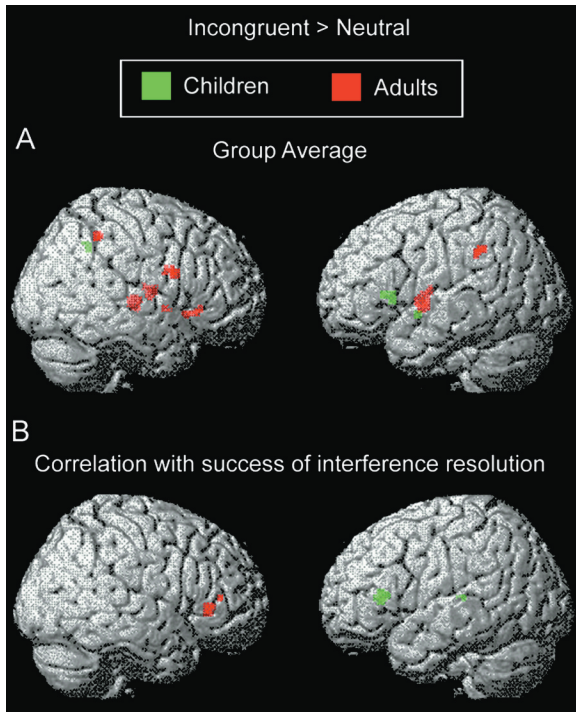 Incongruent > Neutral
Children Adults
A
Group Average
B
Correlation with success of interference resolution